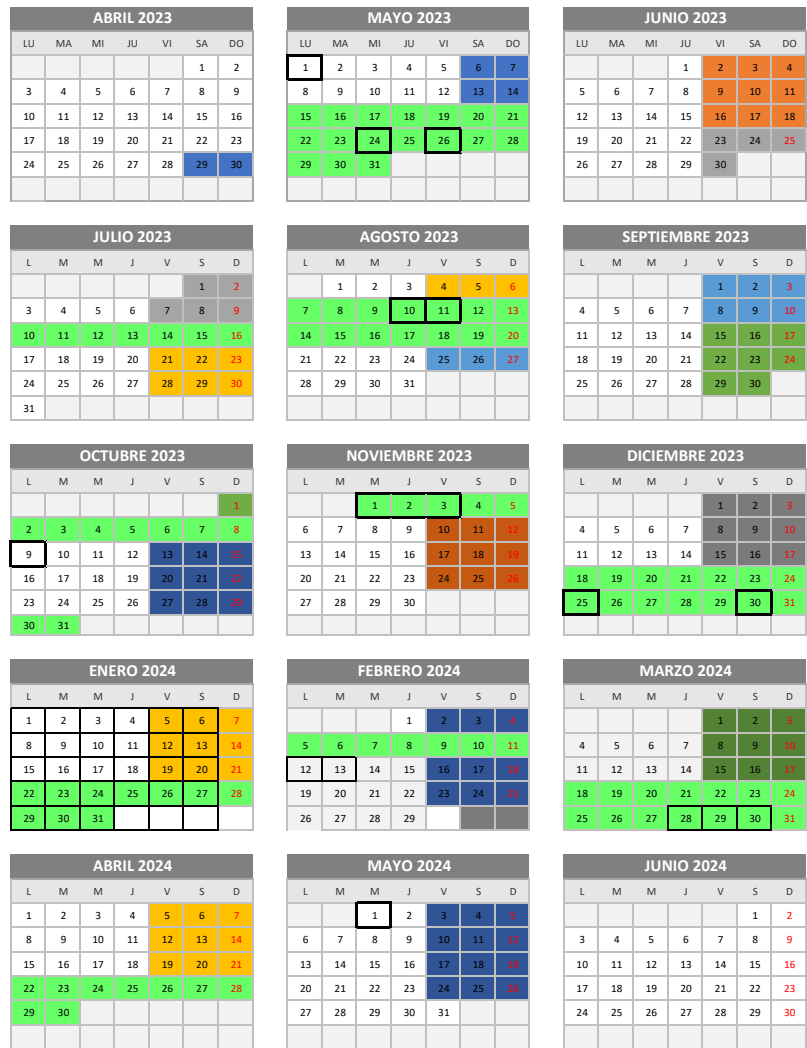 ABRIL 2023
LU MA MI JU VI SA DO
1 2
3 4 5 6 7 8 9
10 11 12 13 14 15 16
17 18 19 20 21 22 23
24 25 26 27 28 29 30
MAYO 2023
LU MA MI JU VI SA DO
1 2 3 4 5 6 7
8 9 10 11 12 13 14
15 16 17 18 19 20 21
22 23 24 25 26 27 28
29 30 31
JUNIO 2023
LU MA MI JU VI SA DO
1 2 3 4
5 6 7 8 9 10 11
12 13 14 15 16 17 18
19 20 21 22 23 24 25
26 27 28 29 30
JULIO 2023
L M M J V S D
1 2
3 4 5 6 7 8 9
10 11 12 13 14 15 16
17 18 19 20 21 22 23
24 25 26 27 28 29 30
31
AGOSTO 2023
L M M J V S D
1 2 3 4 5 6
7 8 9 10 11 12 13
14 15 16 17 18 19 20
21 22 23 24 25 26 27
28 29 30 31
SEPTIEMBRE 2023
L M M J V S D
1 2 3
4 5 6 7 8 9 10
11 12 13 14 15 16 17
18 19 20 21 22 23 24
25 26 27 28 29 30
OCTUBRE 2023
L M M J V S D
1
2 3 4 5 6 7 8
9 10 11 12 13 14 15
16 17 18 19 20 21 22
23 24 25 26 27 28 29
30 31
NOVIEMBRE 2023
L M M J V S D
1 2 3 4 5
6 7 8 9 10 11 12
13 14 15 16 17 18 19
20 21 22 23 24 25 26
27 28 29 30
DICIEMBRE 2023
L M M J V S D
1 2 3
4 5 6 7 8 9 10
11 12 13 14 15 16 17
18 19 20 21 22 23 24
25 26 27 28 29 30 31
ENERO 2024
L M M J V S D
1 2 3 4 5 6 7
8 9 10 11 12 13 14
15 16 17 18 19 20 21
22 23 24 25 26 27 28
29 30 31
FEBRERO 2024
L M M J V S D
1 2 3 4
5 6 7 8 9 10 11
12 13 14 15 16 17 18
19 20 21 22 23 24 25
26 27 28 29
MARZO 2024
L M M J V S D
1 2 3
4 5 6 7 8 9 10
11 12 13 14 15 16 17
18 19 20 21 22 23 24
25 26 27 28 29 30 31
ABRIL 2024
L M M J V S D
1 2 3 4 5 6 7
8 9 10 11 12 13 14
15 16 17 18 19 20 21
22 23 24 25 26 27 28
29 30
MAYO 2024
L M M J V S D
1 2 3 4 5
6 7 8 9 10 11 12
13 14 15 16 17 18 19
20 21 22 23 24 25 26
27 28 29 30 31
JUNIO 2024
L M M J V S D
1 2
3 4 5 6 7 8 9
10 11 12 13 14 15 16
17 18 19 20 21 22 23
24 25 26 27 28 29 30